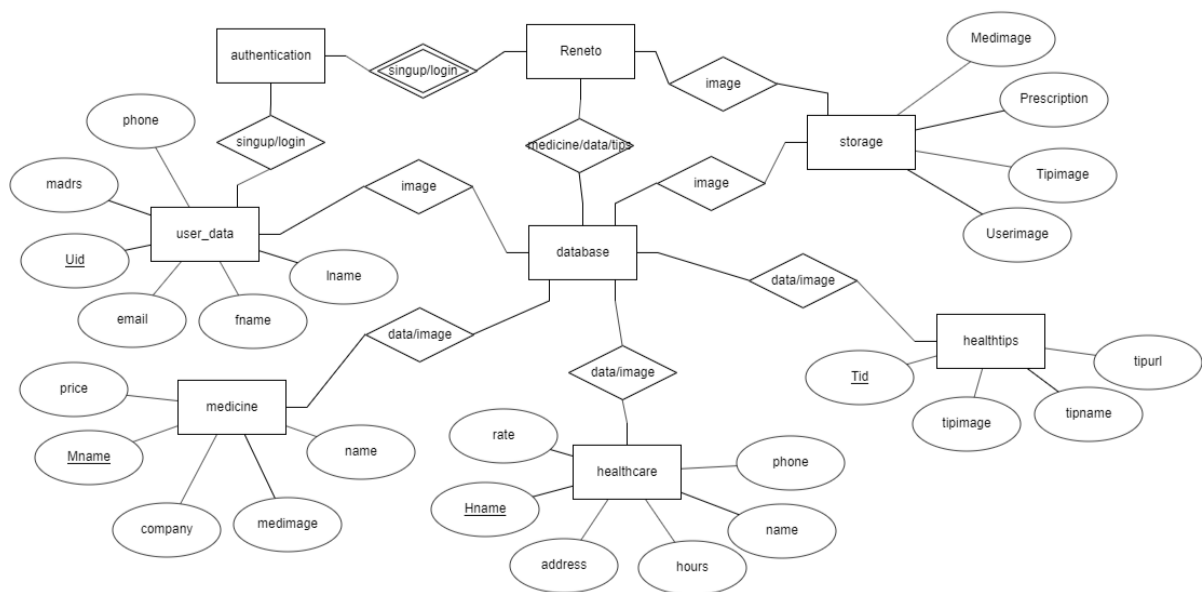 Medimage
authentication
Reneto
singup/login
image
Prescription
phone
singup/login
medicine/data/tips
storage
madrs
image
image
Tipimage
user_data
Userimage
Uid
lname
database
data/image
email
fname
data/image
healthtips
tipurl
Tid
price
medicine
data/image
tipimage
tipname
Mname
name
rate
healthcare
phone
company
medimage
Hname
name
address
hours